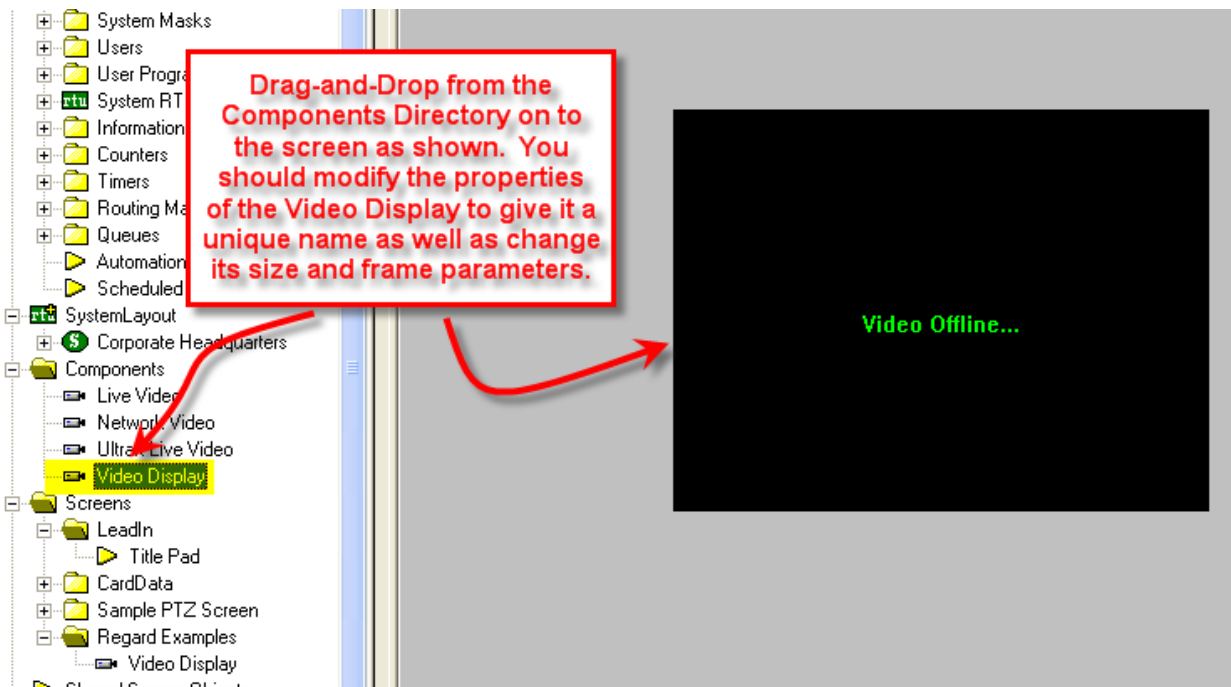 System Masks
Users
User Progra
rtu System RT
Information
Counters
Timers
Routing Ma
Queues
Automation
Scheduled
rtu SystemLayout
S Corporate Headquarters
Components
Live Video
Network Video
Ultrak Live Video
Video Display
Screens
LeadIn
Title Pad
CardData
Sample PTZ Screen
Regard Examples
Video Display
Drag-and-Drop from the
Components Directory on to
the screen as shown. You
should modify the properties
of the Video Display to give it a
unique name as well as change
its size and frame parameters.
Video Offline...